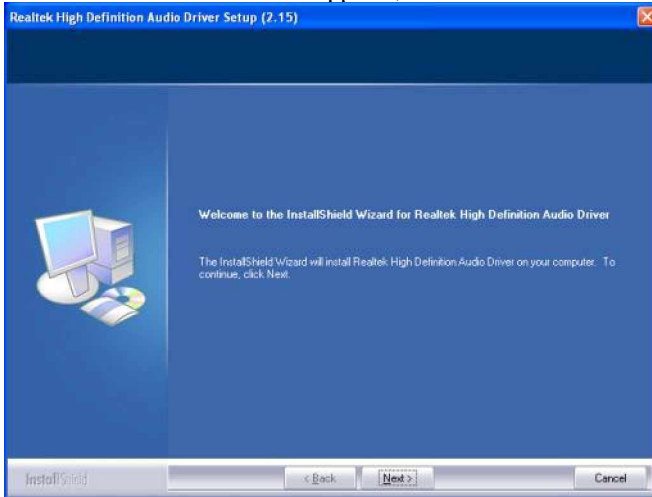 Realtek High Definition Audio Driver Setup (2.15)
Welcome to the InstallShield Wizard for Realtek High Definition Audio Driver
The InstallShield Wizard will install Realtek High Definition Audio Driver on your computer. To
continue, click Next.
InstallShield
< Back
Next >
Cancel